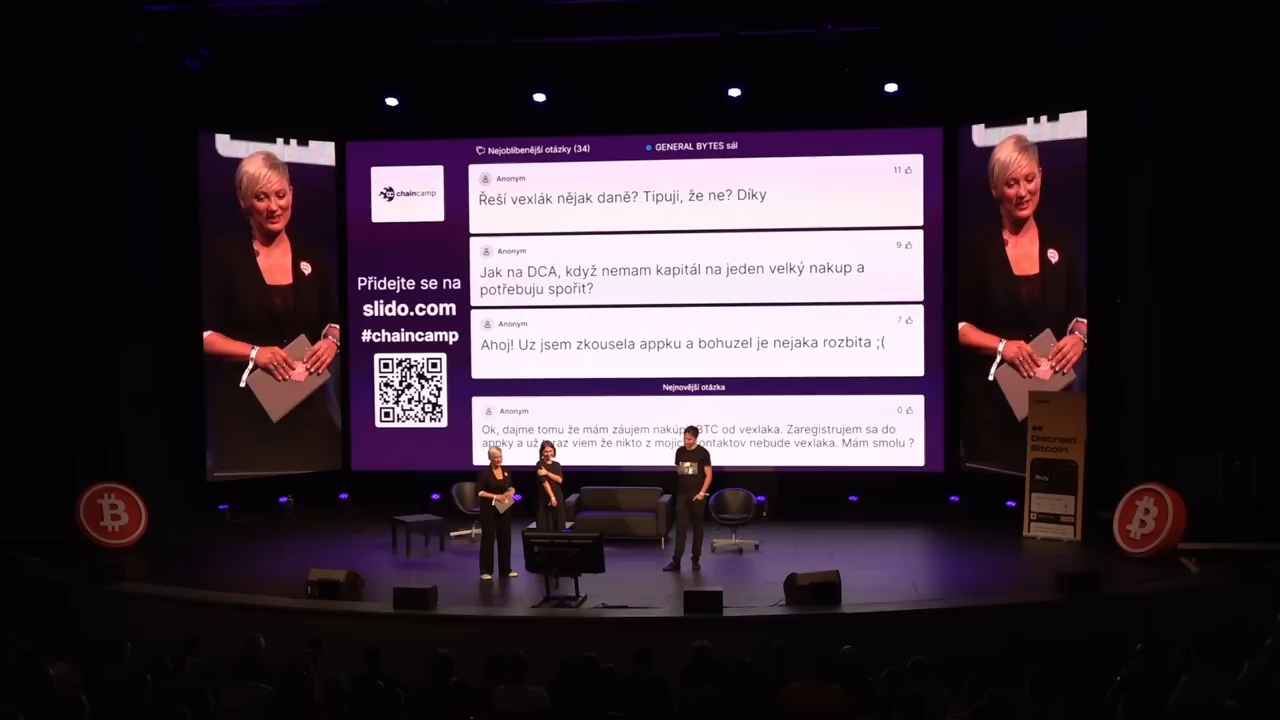 Nejoblíbenější otázky (34)
GENERAL BYTES sál
chaincamp
Přidejte se na
slido.com
#chaincamp
Anonym
11
Řeší vexlák nějak daně? Tipuji, že ne? Díky
Anonym
9
Jak na DCA, když nemam kapitál na jeden velký nakup a
potřebuju spořit?
Anonym
7
Ahoj! Uz jsem zkousela appku a bohuzel je nejaka rozbita ;(
Nejnovější otázka
Anonym
0
Ok, dajme tomu že mám záujem BTC od vexlaka. Zaregistrujem sa do
appky a už viem že nikto z mojich kontaktov nebude vexlaka. Mám smolu ?
Discreet
Bitcoin
Buy